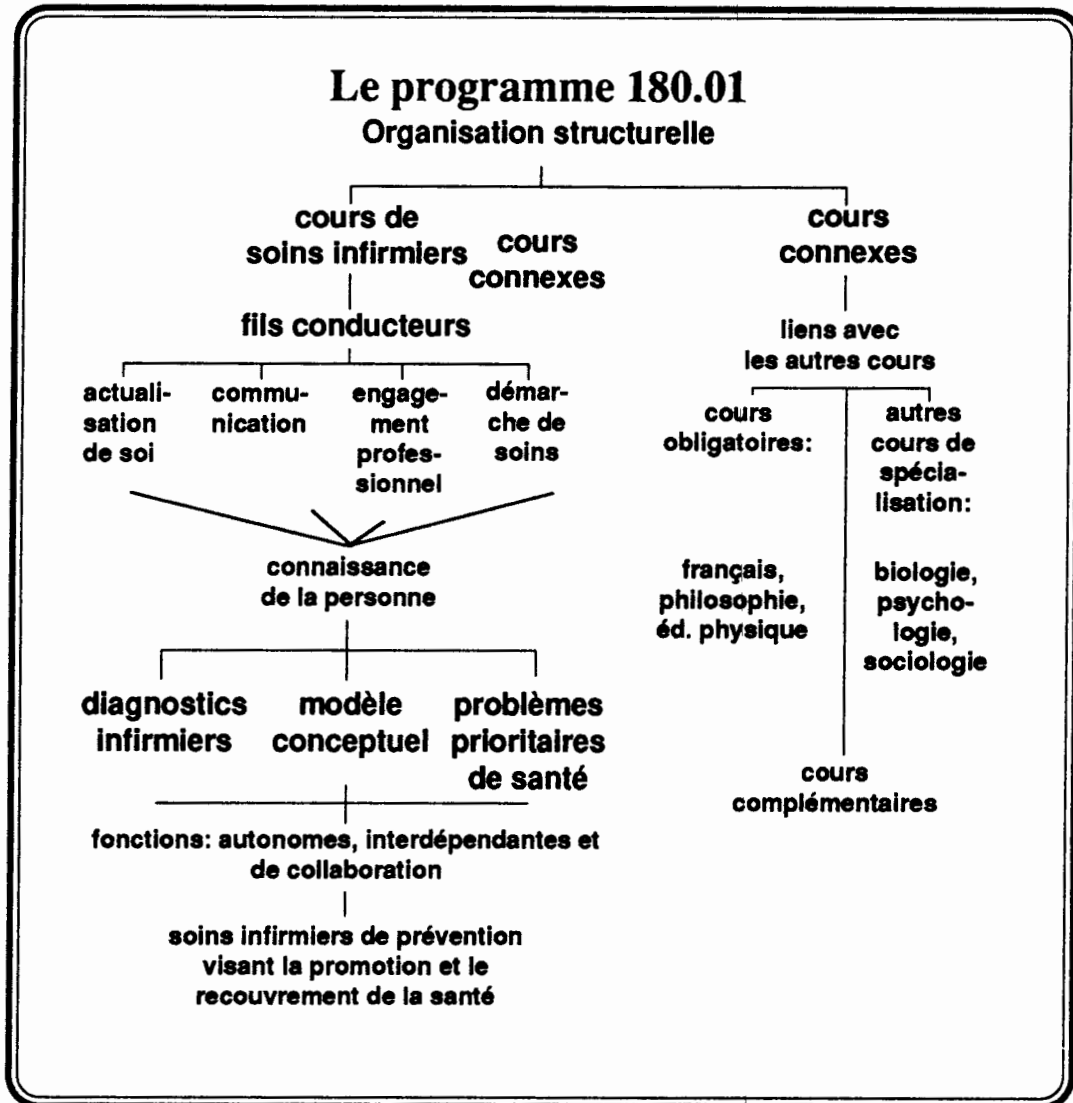 Le programme 180.01
Organisation structurelle
cours de
soins infirmiers
cours
connexes
fils conducteurs
actuali-
sation
de soi
commu-
nication
engage-
ment
profes-
sionnel
démar-
che de
soins
connaissance
de la personne
diagnostics
infirmiers
modèle
conceptuel
problèmes
prioritaires
de santé
fonctions: autonomes, interdépendantes et
de collaboration
soins infirmiers de prévention
visant la promotion et le
recouvrement de la santé
cours
connexes
liens avec
les autres cours
cours
obligatoires:
français,
philosophie,
éd. physique
autres
cours de
spécia-
lisation:
biologie,
psycho-
logie,
sociologie
cours
complémentaires